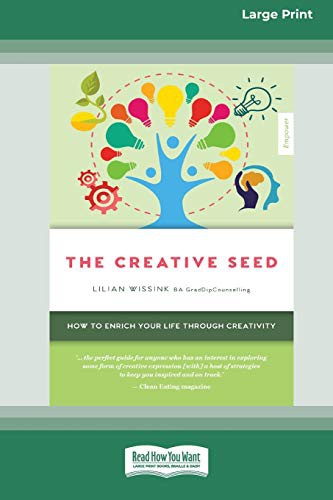 Large Print
Empower
THE CREATIVE SEED
LILIAN WISSINK BA GradDipCounselling
HOW TO ENRICH YOUR LIFE THROUGH CREATIVITY
'... the perfect guide for anyone who has an interest in exploring
some form of creative expression [with] a host of strategies
to keep you inspired and on track.'
— Clean Eating magazine
Read How You Want
LARGE PRINT BOOKS, BRAILLE & DAISY